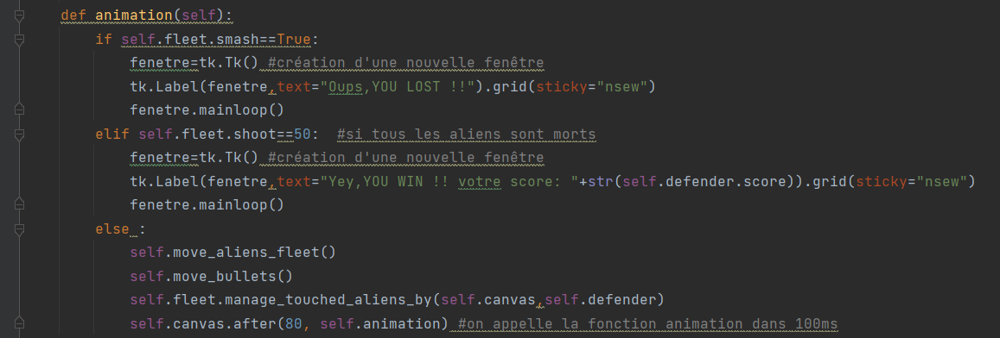 def animation(self):
if self.fleet.smash==True:
fenetre=tk.Tk() #création d'une nouvelle fenêtre
tk.Label(fenetre,text="Oups,YOU LOST !!").grid(sticky="nsew")
fenetre.mainloop()
elif self.fleet.shoot==50:  #si tous les aliens sont morts
fenetre=tk.Tk() #création d'une nouvelle fenêtre
tk.Label(fenetre,text="Yey,YOU WIN !! votre score: "+str(self.defender.score)).grid(sticky="nsew")
fenetre.mainloop()
else :
self.move_aliens_fleet()
self.move_bullets()
self.fleet.manage_touched_aliens_by(self.canvas,self.defender)
self.canvas.after(80, self.animation) #on appelle la fonction animation dans 100ms